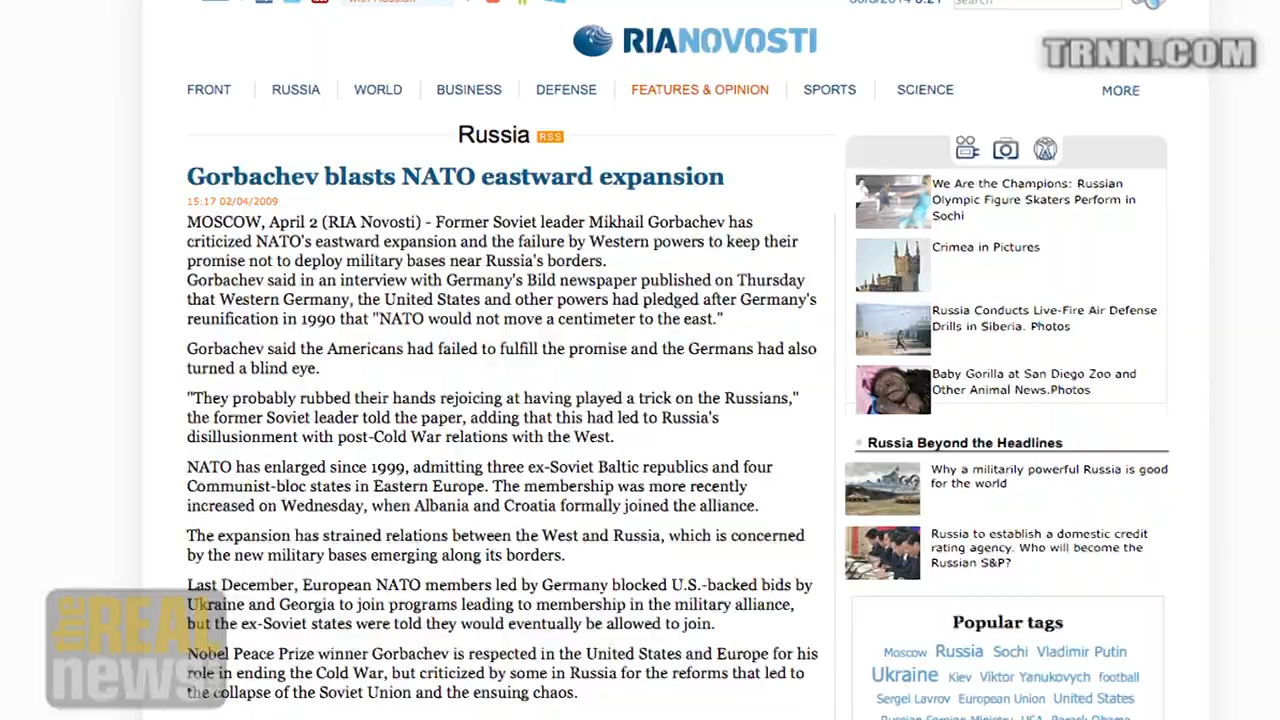 with Russian
Search
TRNN.COM
RIANOVOSTI
FRONT
RUSSIA
WORLD
BUSINESS
DEFENSE
FEATURES & OPINION
SPORTS
SCIENCE
MORE
Russia RSS
Gorbachev blasts NATO eastward expansion
15:17 02/04/2009
MOSCOW, April 2 (RIA Novosti) - Former Soviet leader Mikhail Gorbachev has
criticized NATO's eastward expansion and the failure by Western powers to keep their
promise not to deploy military bases near Russia's borders.
Gorbachev said in an interview with Germany's Bild newspaper published on Thursday
that Western Germany, the United States and other powers had pledged after Germany's
reunification in 1990 that "NATO would not move a centimeter to the east."
Gorbachev said the Americans had failed to fulfill the promise and the Germans had also
turned a blind eye.
"They probably rubbed their hands rejoicing at having played a trick on the Russians,"
the former Soviet leader told the paper, adding that this had led to Russia's
disillusionment with post-Cold War relations with the West.
NATO has enlarged since 1999, admitting three ex-Soviet Baltic republics and four
Communist-bloc states in Eastern Europe. The membership was more recently
increased on Wednesday, when Albania and Croatia formally joined the alliance.
The expansion has strained relations between the West and Russia, which is concerned
by the new military bases emerging along its borders.
Last December, European NATO members led by Germany blocked U.S.-backed bids by
Ukraine and Georgia to join programs leading to membership in the military alliance,
but the ex-Soviet states were told they would eventually be allowed to join.
Nobel Peace Prize winner Gorbachev is respected in the United States and Europe for his
role in ending the Cold War, but criticized by some in Russia for the reforms that led to
the collapse of the Soviet Union and the ensuing chaos.
We Are the Champions: Russian
Olympic Figure Skaters Perform in
Sochi
Crimea in Pictures
Russia Conducts Live-Fire Air Defense
Drills in Siberia. Photos
Baby Gorilla at San Diego Zoo and
Other Animal News.Photos
Russia Beyond the Headlines
Why a militarily powerful Russia is good
for the world
Russia to establish a domestic credit
rating agency. Who will become the
Russian S&P?
Popular tags
Moscow Russia Sochi Vladimir Putin
Ukraine Kiev Viktor Yanukovych football
Sergei Lavrov European Union United States
Russian Foreign Ministry USA Barack Obama
the REAL
news